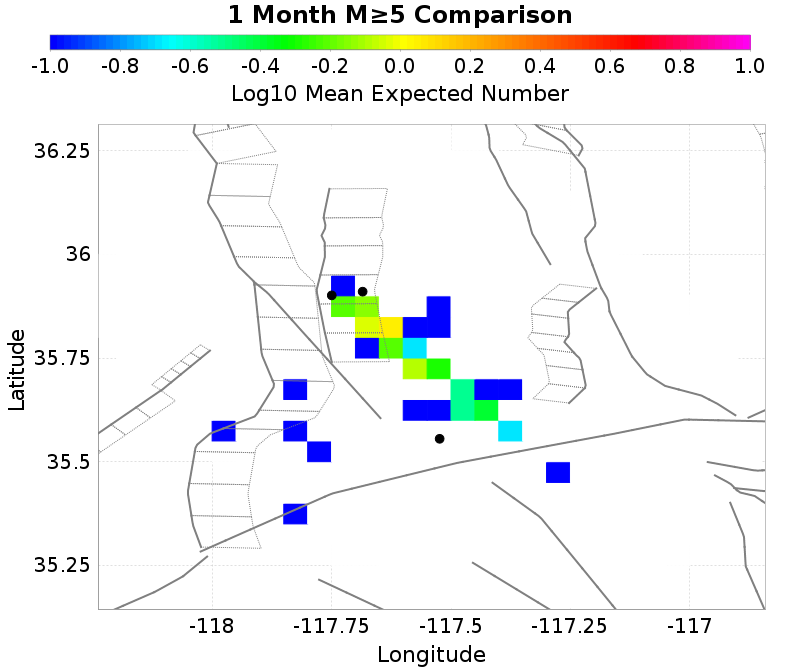 1 Month M≥5 Comparison
-1.0 -0.8 -0.6 -0.4 -0.2 0.0 0.2 0.4 0.6 0.8 1.0
Log10 Mean Expected Number
36.25
36
35.75
35.5
35.25
Latitude
-118 -117.75 -117.5 -117.25 -117
Longitude